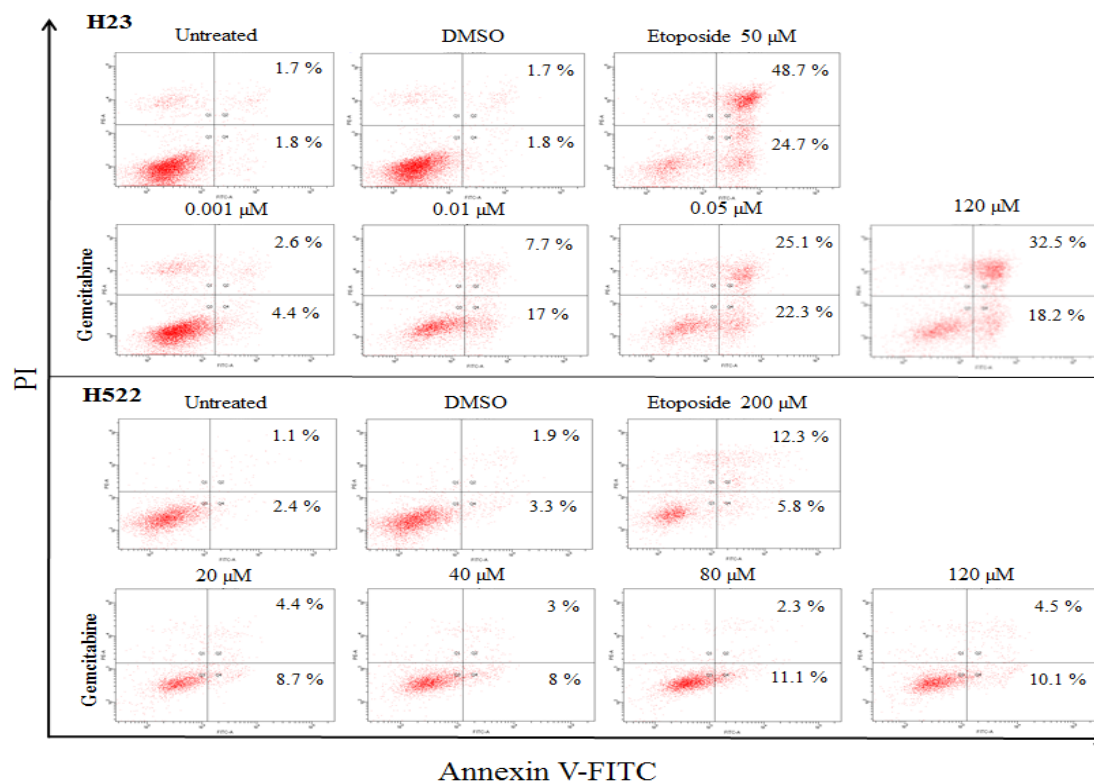 H23
Untreated
DMSO
Etoposide 50 μM
1.7 %
1.8 %
1.7 %
1.8 %
48.7 %
24.7 %
0.001 μM
0.01 μM
0.05 μM
120 μM
Gemcitabine
2.6 %
4.4 %
7.7 %
17 %
25.1 %
22.3 %
32.5 %
18.2 %
PI
H522
Untreated
DMSO
Etoposide 200 μM
1.1 %
2.4 %
1.9 %
3.3 %
12.3 %
5.8 %
20 μM
40 μM
80 μM
120 μM
Gemcitabine
4.4 %
8.7 %
3 %
8 %
2.3 %
11.1 %
4.5 %
10.1 %
Annexin V-FITC